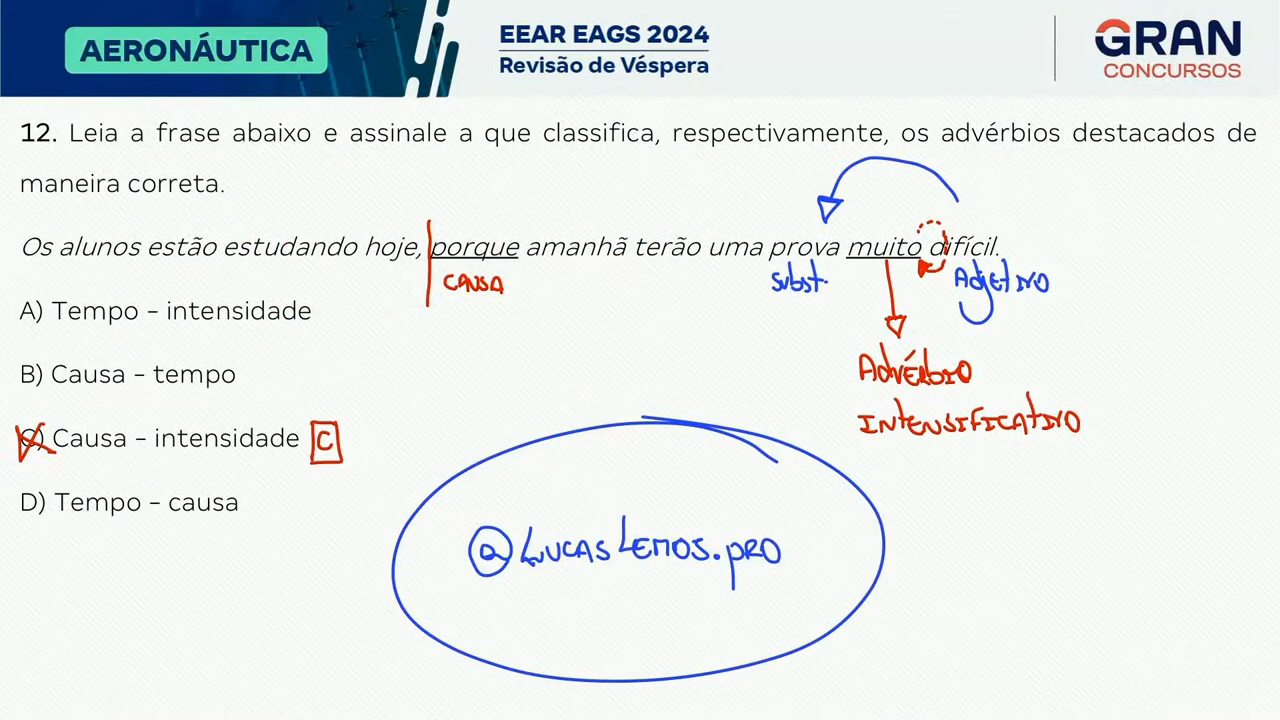 AERONÁUTICA
EEAR EAGS 2024
Revisão de Véspera
GRAN
CONCURSOS
12. Leia a frase abaixo e assinale a que classifica, respectivamente, os advérbios destacados de
maneira correta.
Os alunos estão estudando hoje, porque amanhã terão uma prova muito difícil.
CAUSA
subst.
Adjetivo
A) Tempo - intensidade
Advérbio
B) Causa - tempo
Intensificativo
C) Causa - intensidade C
D) Tempo - causa
@LucasLemos.pro